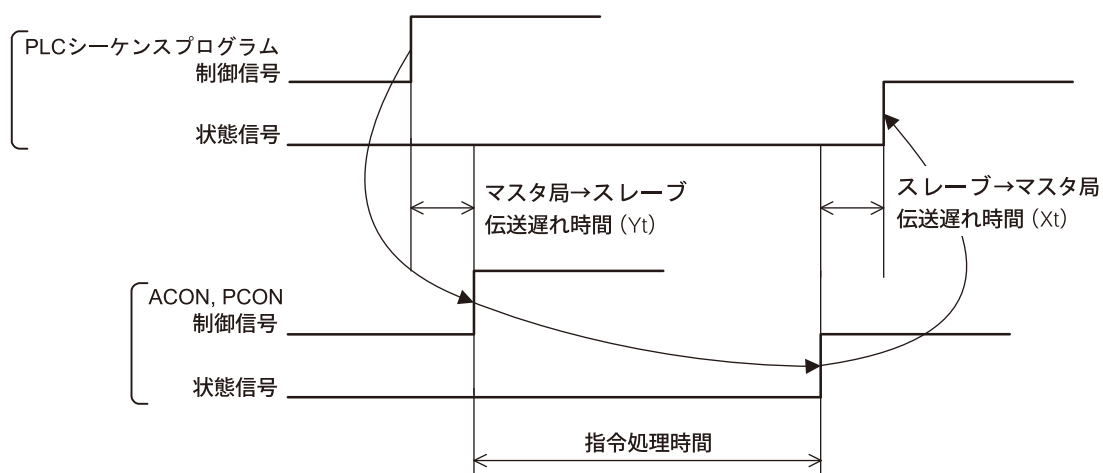 PLCシーケンスプログラム
制御信号
状態信号
マスタ局→スレーブ
伝送遅れ時間（Yt）
スレーブ→マスタ局
伝送遅れ時間（Xt）
ACON, PCON
制御信号
状態信号
指令処理時間